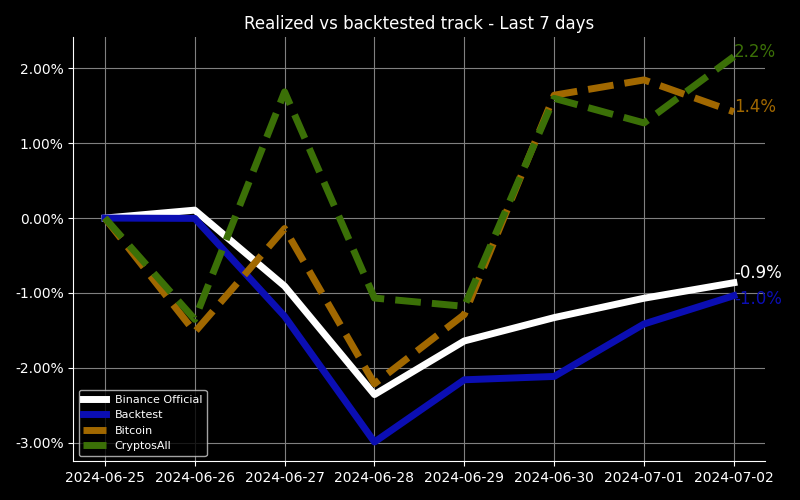 Realized vs backtested track - Last 7 days
2.00%
1.00%
0.00%
-1.00%
-2.00%
-3.00%
2.2%
1.4%
-0.9%
-1.0%
Binance Official
Backtest
Bitcoin
CryptosAll
2024-06-25 2024-06-26 2024-06-27 2024-06-28 2024-06-29 2024-06-30 2024-07-01 2024-07-02